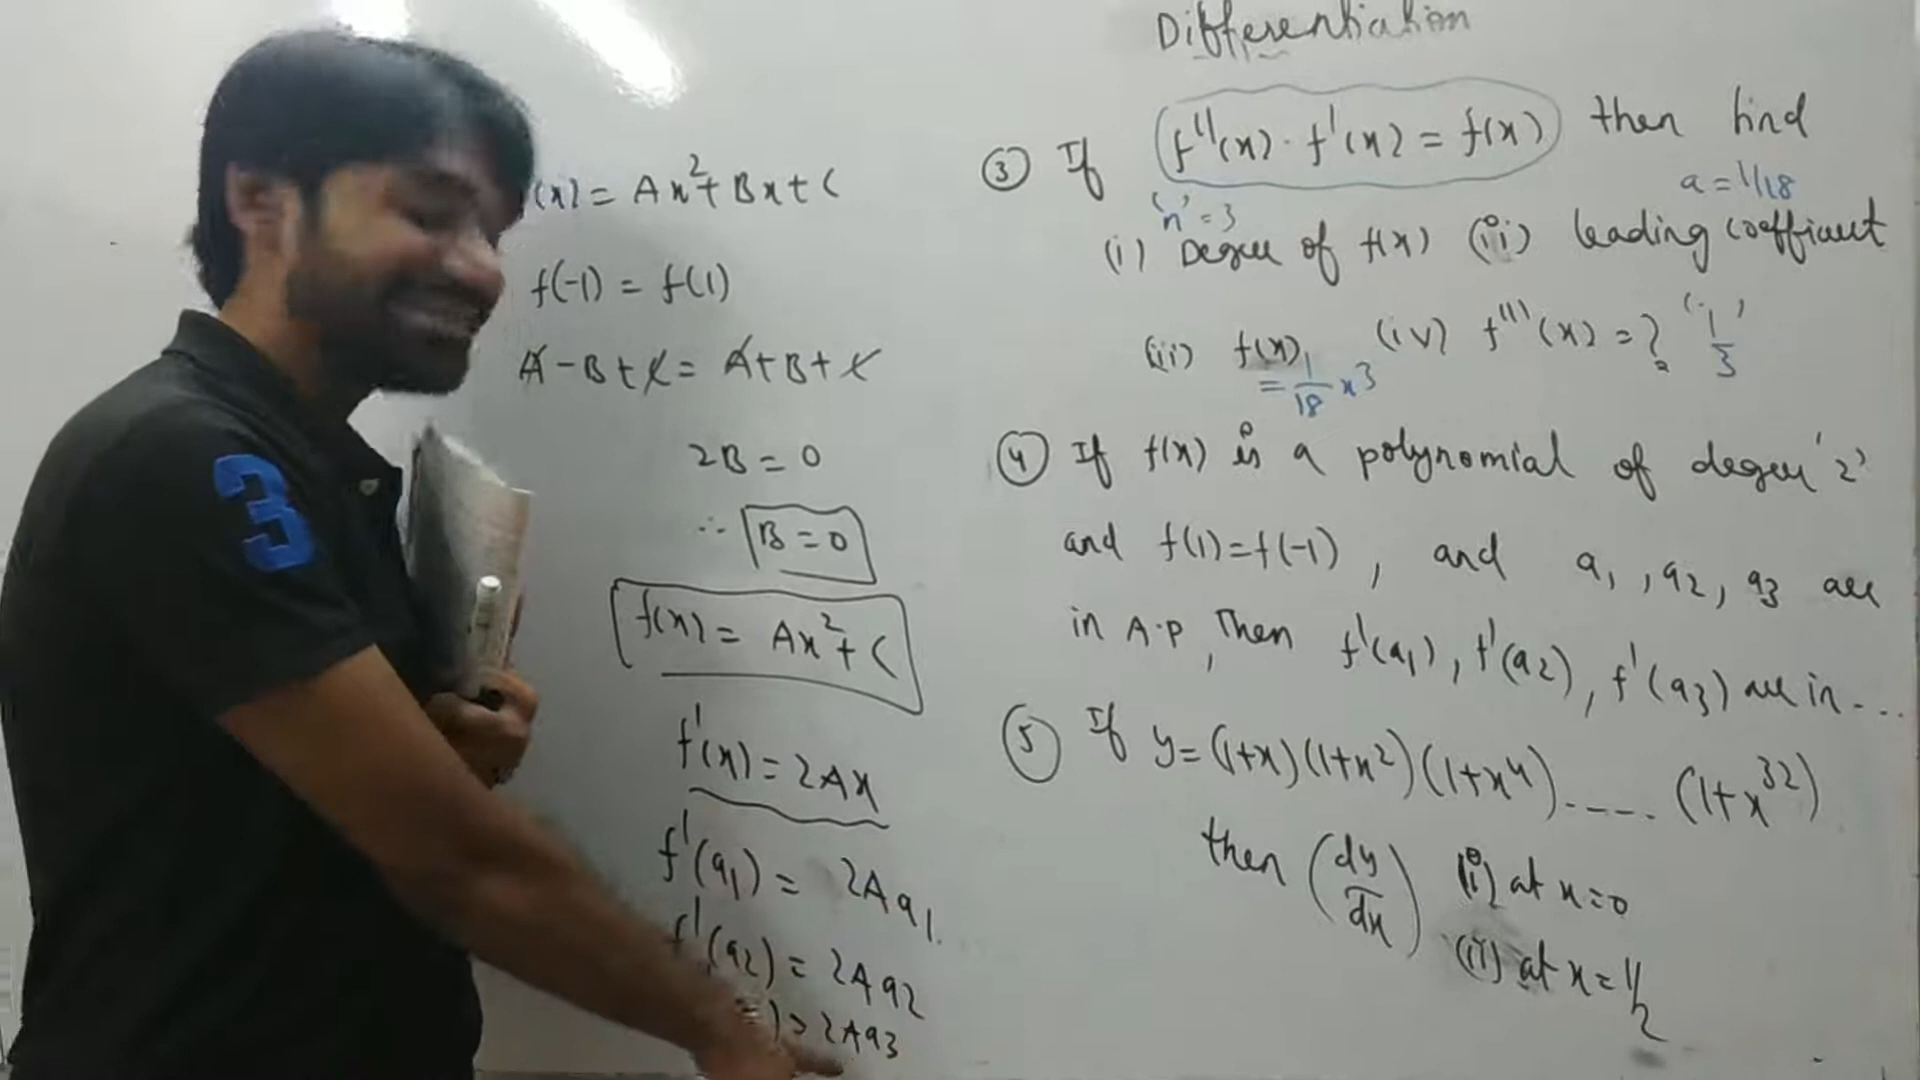 Differentiation
(x) = Ax²+Bx+C
f(-1) = f(1)
A-B+C = A+B+C
2B = 0
∴ B = 0
f(x) = Ax²+C
f'(x) = 2Ax
f'(a1) = 2Aa1.
f'(a2) = 2Aa2
) = 2Aa3
3
③ If f''(x)·f'(x) = f(x) then find
'n' = 3
a = 1/18
(i) Degree of f(x) (ii) leading coefficient
(iii) f(x) (iv) f'''(x) = ? '1/3'
= 1/18 x3
④ If f(x) is a polynomial of degree '2'
and f(1)=f(-1), and a1, a2, a3 are
in A.P, Then f'(a1), f'(a2), f'(a3) are in ...
⑤ If y=(1+x)(1+x²)(1+x⁴)..... (1+x³²)
then (dy/dx) (i) at x=0
(ii) at x=1/2